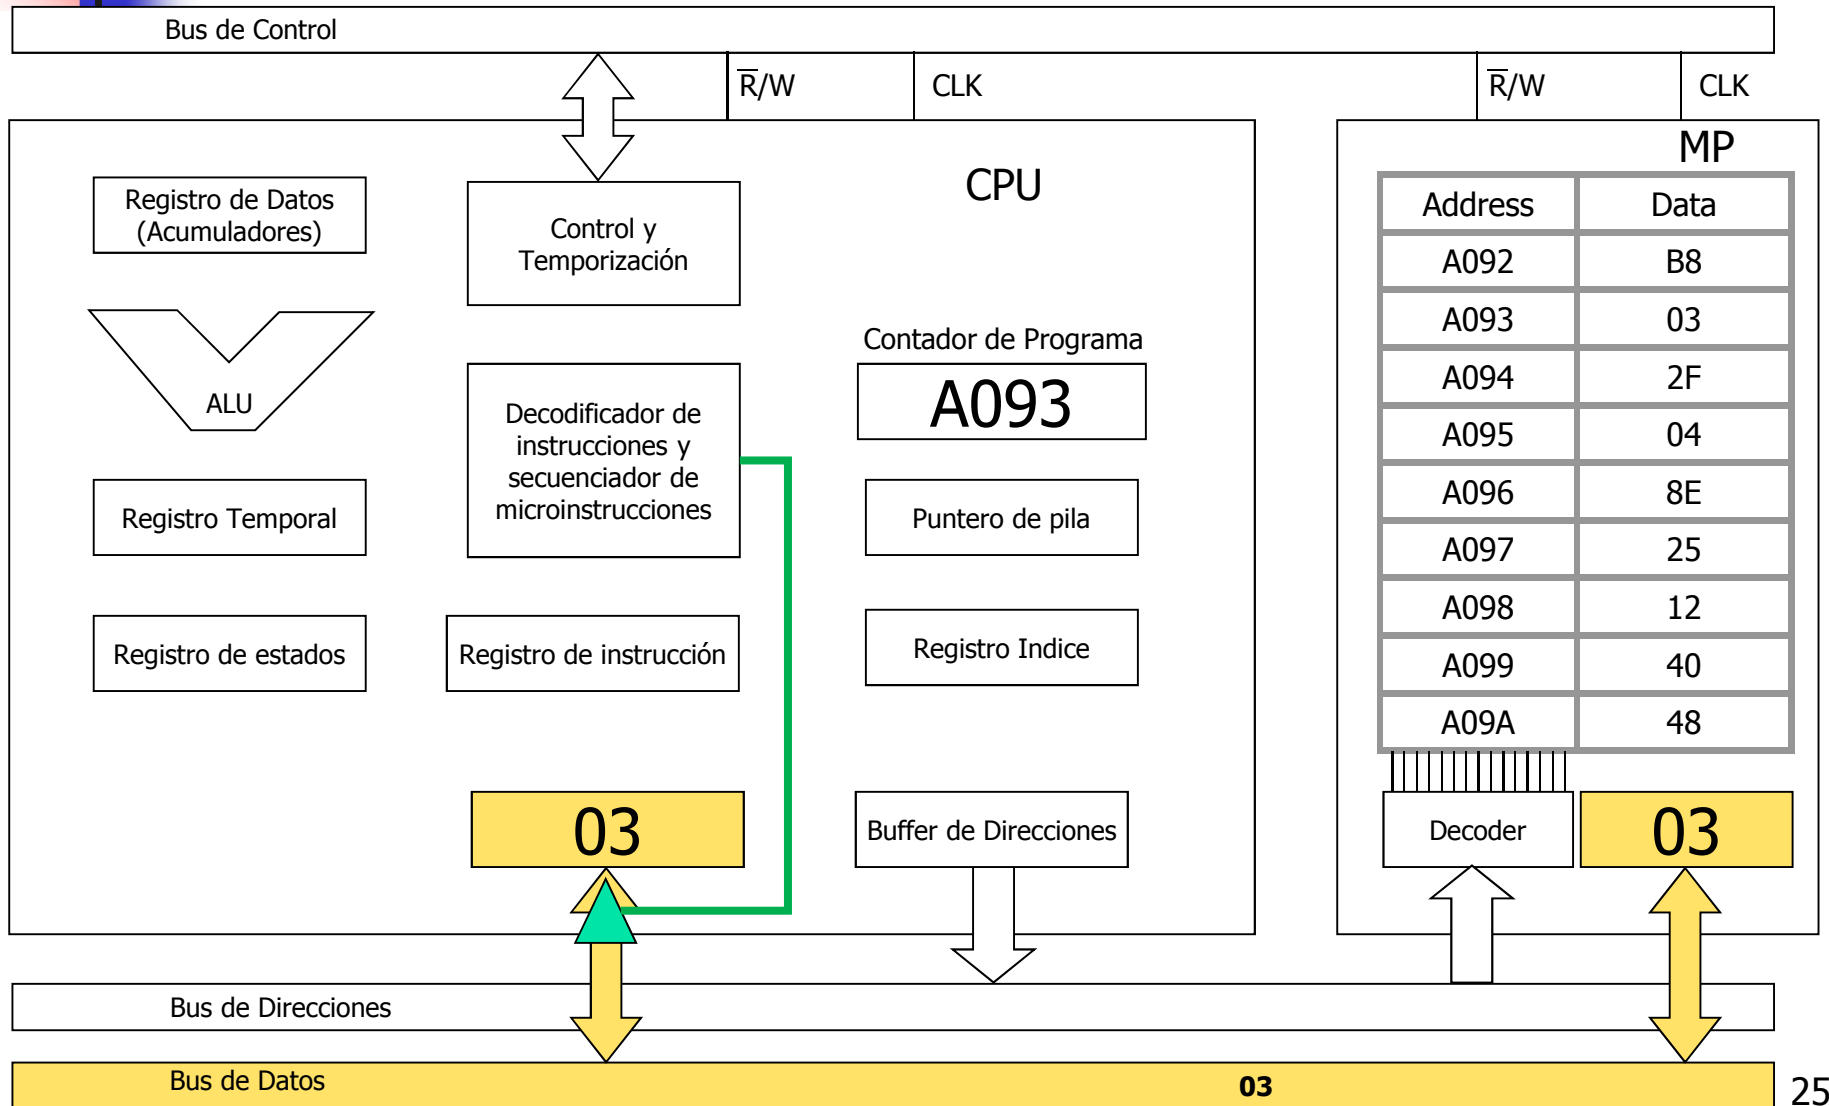 Bus de Control
R/W
CLK
R/W
CLK
CPU
MP
Registro de Datos
(Acumuladores)
Control y
Temporización
ALU
Decodificador de
instrucciones y
secuenciador de
microinstrucciones
Contador de Programa
A093
Registro Temporal
Puntero de pila
Registro de estados
Registro de instrucción
Registro Indice
03
Buffer de Direcciones
Address Data
A092 B8
A093 03
A094 2F
A095 04
A096 8E
A097 25
A098 12
A099 40
A09A 48
Decoder
03
Bus de Direcciones
Bus de Datos
03
25